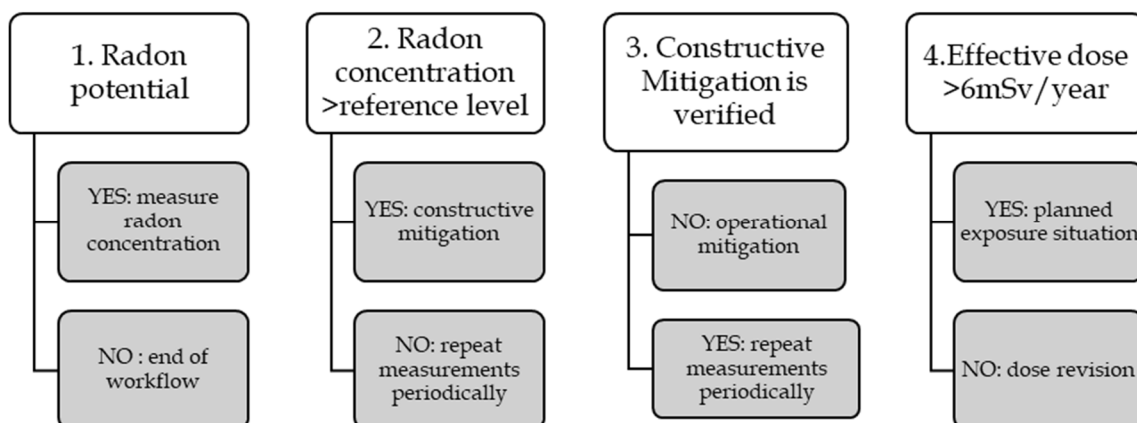 1. Radon
potential
YES: measure
radon
concentration
NO : end of
workflow
2. Radon
concentration
>reference level
YES: constructive
mitigation
NO: repeat
measurements
periodically
3. Constructive
Mitigation is
verified
NO: operational
mitigation
YES: repeat
measurements
periodically
4.Effective dose
>6mSv/year
YES: planned
exposure situation
NO: dose revision